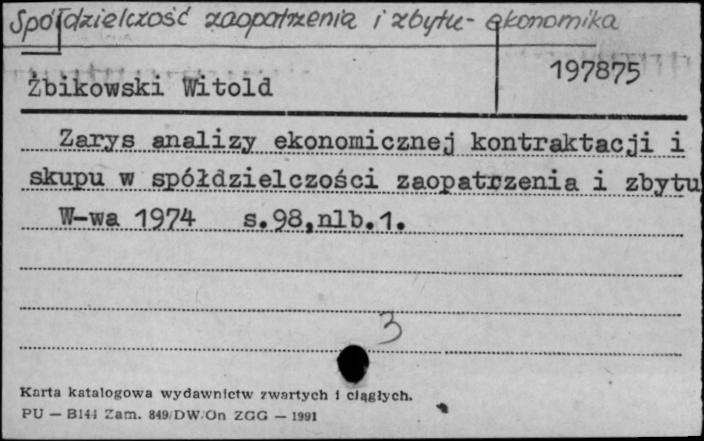 Spółdzielczość zaopatrzenia i zbytu - ekonomika
197875
Żbikowski Witold
Zarys analizy ekonomicznej kontraktacji i
skupu w spółdzielczości zaopatrzenia i zbytu
W-wa 1974 s.98,nlb.1.
3
Karta katalogowa wydawnictw zwartych i ciągłych.
PU — B144 Zam. 849/DW/On ZGG — 1991